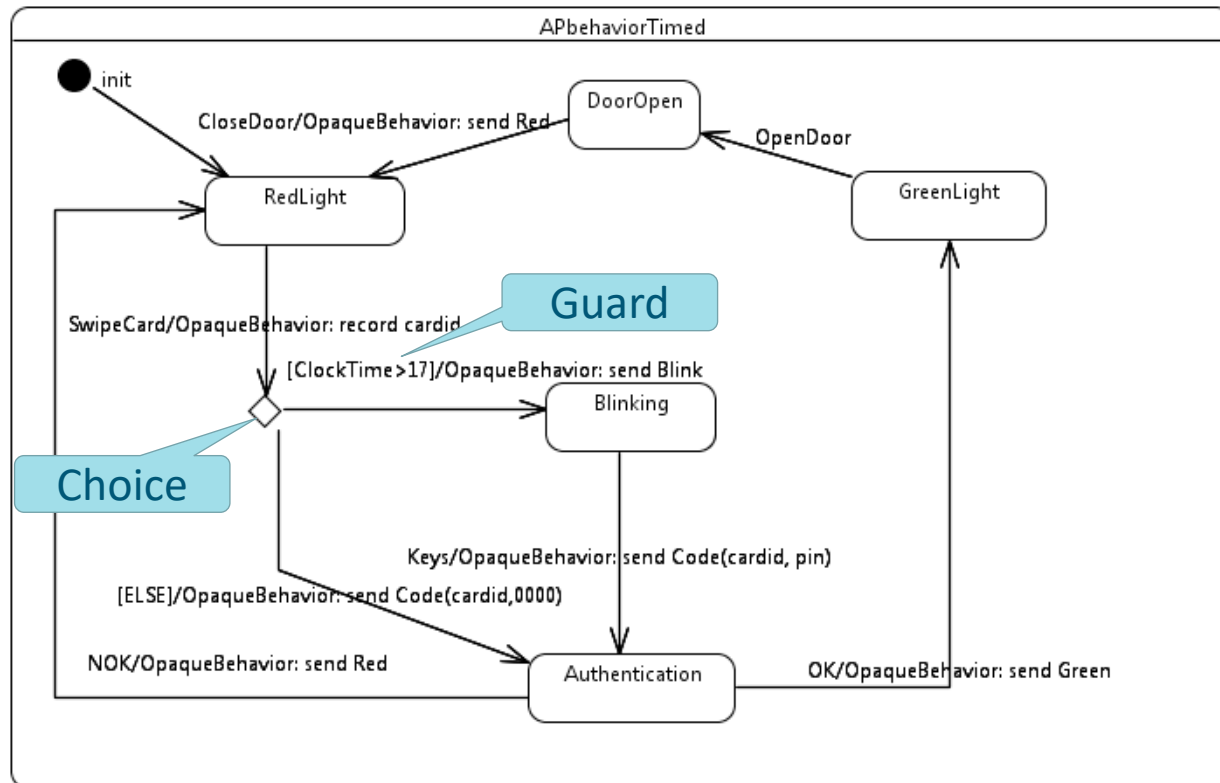 APbehaviorTimed
init
DoorOpen
CloseDoor/OpaqueBehavior: send Red
OpenDoor
RedLight
GreenLight
Guard
SwipeCard/OpaqueBehavior: record cardid
[ClockTime>17]/OpaqueBehavior: send Blink
Blinking
Choice
Keys/OpaqueBehavior: send Code(cardid, pin)
[ELSE]/OpaqueBehavior: send Code(cardid,0000)
NOK/OpaqueBehavior: send Red
Authentication
OK/OpaqueBehavior: send Green